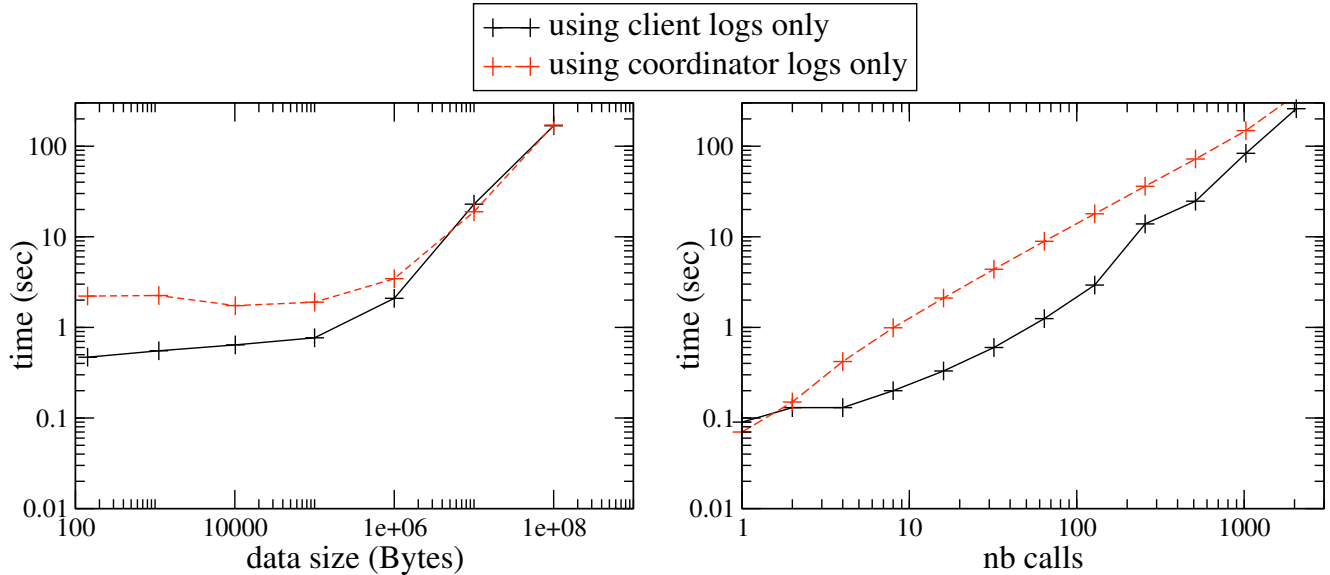 using client logs only
using coordinator logs only
100
10
1
0.1
0.01
time (sec)
100
10000
1e+06
1e+08
data size (Bytes)
100
10
1
0.1
0.01
time (sec)
1
10
100
1000
nb calls